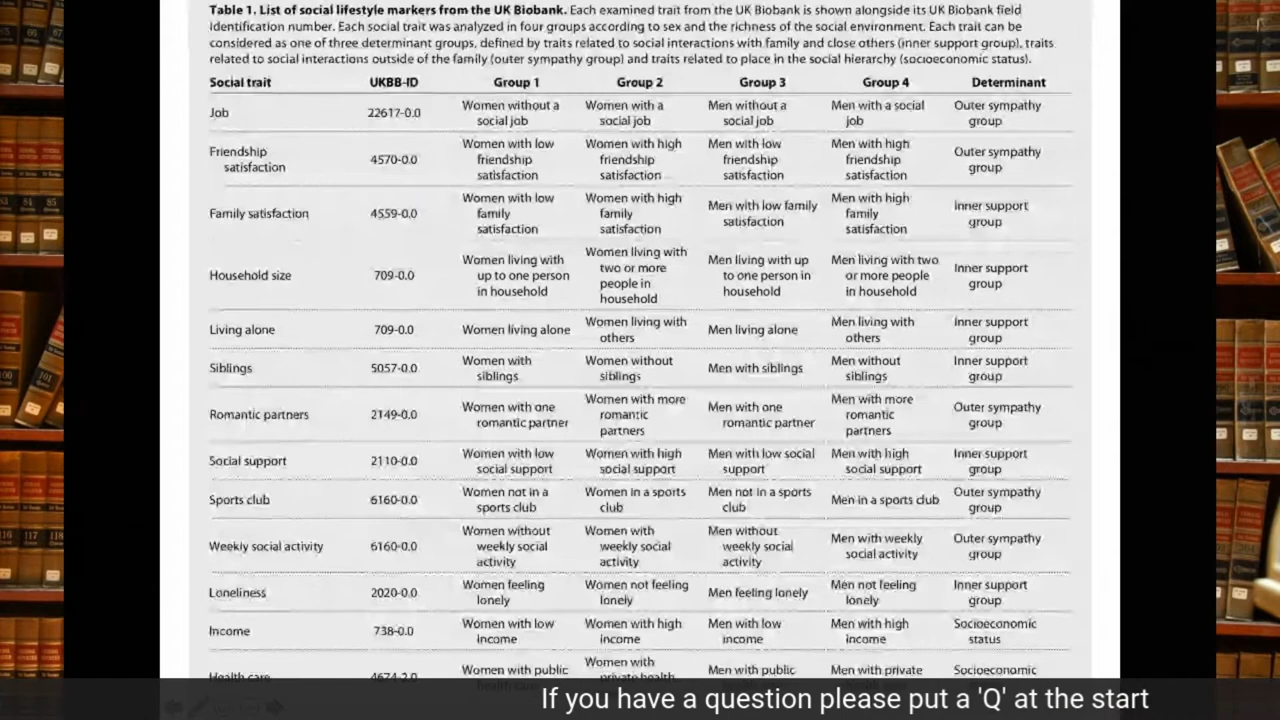 Table 1. List of social lifestyle markers from the UK Biobank. Each examined trait from the UK Biobank is shown alongside its UK Biobank field
identification number. Each social trait was analyzed in four groups according to sex and the richness of the social environment. Each trait can be
considered as one of three determinant groups, defined by traits related to social interactions with family and close others (inner support group), traits
related to social interactions outside of the family (outer sympathy group) and traits related to place in the social hierarchy (socioeconomic status).
Social trait UKBB-ID Group 1 Group 2 Group 3 Group 4 Determinant
Job 22617-0.0 Women without a social job Women with a social job Men without a social job Men with a social job Outer sympathy group
Friendship satisfaction 4570-0.0 Women with low friendship satisfaction Women with high friendship satisfaction Men with low friendship satisfaction Men with high friendship satisfaction Outer sympathy group
Family satisfaction 4559-0.0 Women with low family satisfaction Women with high family satisfaction Men with low family satisfaction Men with high family satisfaction Inner support group
Household size 709-0.0 Women living with up to one person in household Women living with two or more people in household Men living with up to one person in household Men living with two or more people in household Inner support group
Living alone 709-0.0 Women living alone Women living with others Men living alone Men living with others Inner support group
Siblings 5057-0.0 Women with siblings Women without siblings Men with siblings Men without siblings Inner support group
Romantic partners 2149-0.0 Women with one romantic partner Women with more romantic partners Men with one romantic partner Men with more romantic partners Outer sympathy group
Social support 2110-0.0 Women with low social support Women with high social support Men with low social support Men with high social support Inner support group
Sports club 6160-0.0 Women not in a sports club Women in a sports club Men not in a sports club Men in a sports club Outer sympathy group
Weekly social activity 6160-0.0 Women without weekly social activity Women with weekly social activity Men without weekly social activity Men with weekly social activity Outer sympathy group
Loneliness 2020-0.0 Women feeling lonely Women not feeling lonely Men feeling lonely Men not feeling lonely Inner support group
Income 738-0.0 Women with low income Women with high income Men with low income Men with high income Socioeconomic status
Health care 4674-2.0 Women with public Women with private health Men with public Men with private Socioeconomic
If you have a question please put a 'Q' at the start